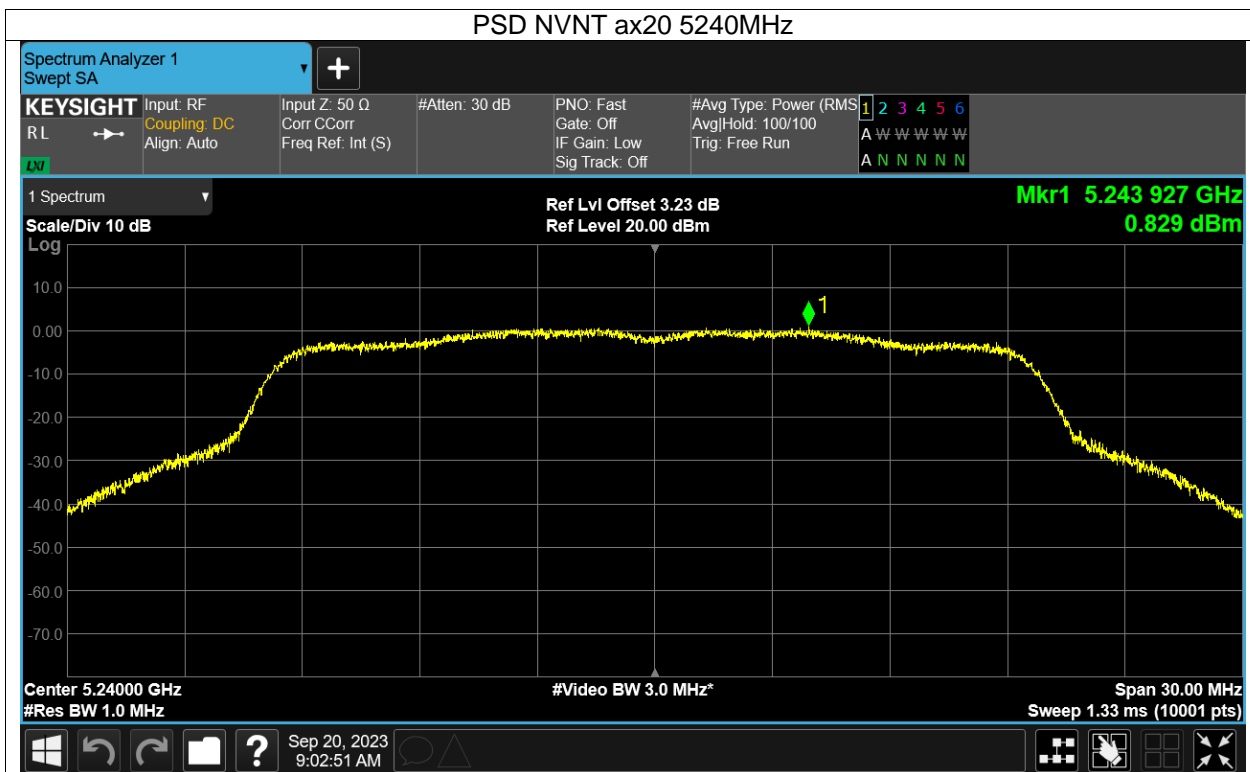 PSD NVNT ax20 5240MHz
Spectrum Analyzer 1
Swept SA
KEYSIGHT
R L
LXI
Input: RF
Coupling: DC
Align: Auto
Input Z: 50 Ω
Corr CCorr
Freq Ref: Int (S)
#Atten: 30 dB
PNO: Fast
Gate: Off
IF Gain: Low
Sig Track: Off
#Avg Type: Power (RMS
Avg|Hold: 100/100
Trig: Free Run
1 2 3 4 5 6
A W W W W W
A N N N N N
1 Spectrum
Scale/Div 10 dB
Ref Lvl Offset 3.23 dB
Ref Level 20.00 dBm
Mkr1 5.243 927 GHz
0.829 dBm
Log
10.0
0.00
-10.0
-20.0
-30.0
-40.0
-50.0
-60.0
-70.0
1
Center 5.24000 GHz
#Res BW 1.0 MHz
#Video BW 3.0 MHz*
Span 30.00 MHz
Sweep 1.33 ms (10001 pts)
?
Sep 20, 2023
9:02:51 AM